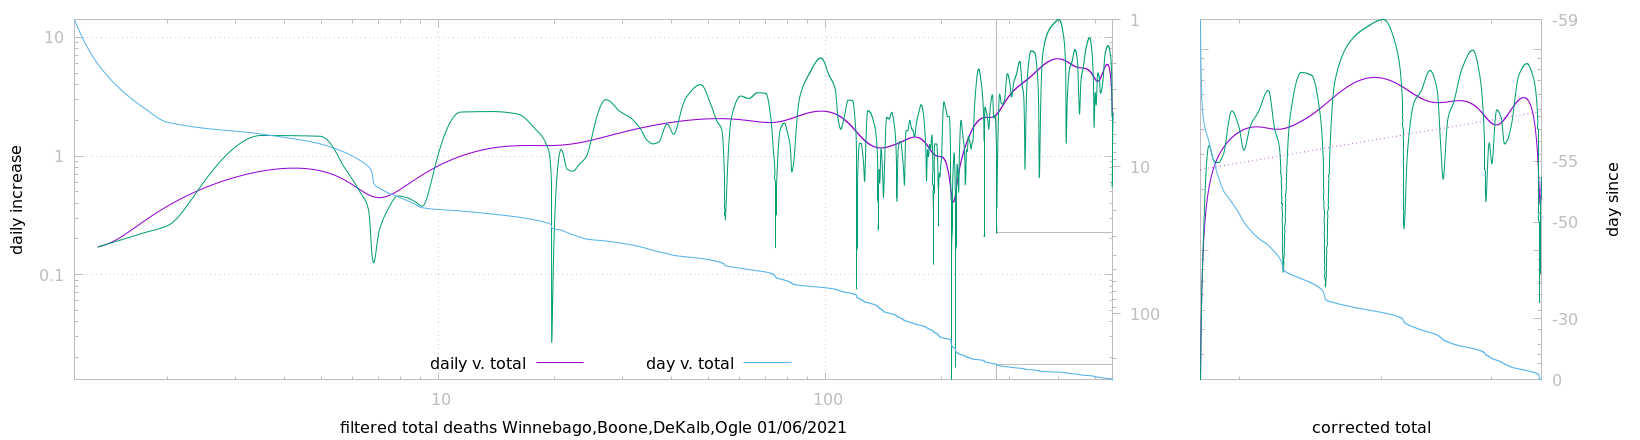 10
1
0.1
daily increase
daily v. total
day v. total
10
100
filtered total deaths Winnebago,Boone,DeKalb,Ogle 01/06/2021
1
10
100
-59
-55
-50
-30
0
day since
corrected total